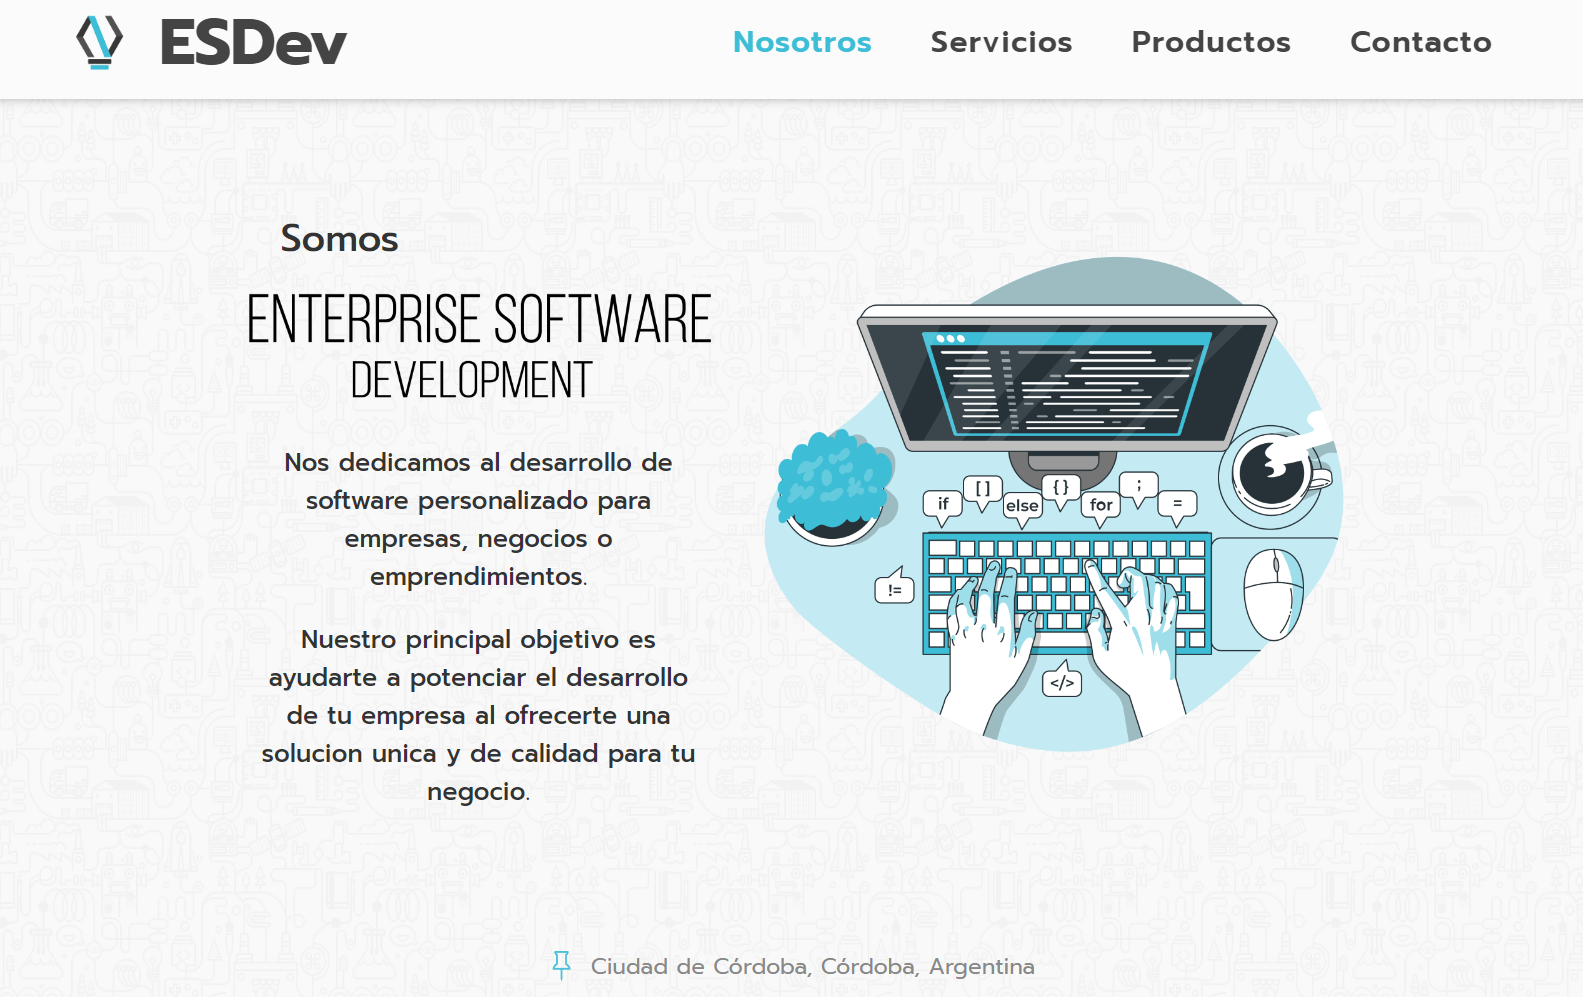 ESDev
Nosotros Servicios Productos Contacto
Somos
ENTERPRISE SOFTWARE
DEVELOPMENT
Nos dedicamos al desarrollo de
software personalizado para
empresas, negocios o
emprendimientos.
Nuestro principal objetivo es
ayudarte a potenciar el desarrollo
de tu empresa al ofrecerte una
solucion unica y de calidad para tu
negocio.
if [] else {} for ; =
!=
</>
Ciudad de Córdoba, Córdoba, Argentina